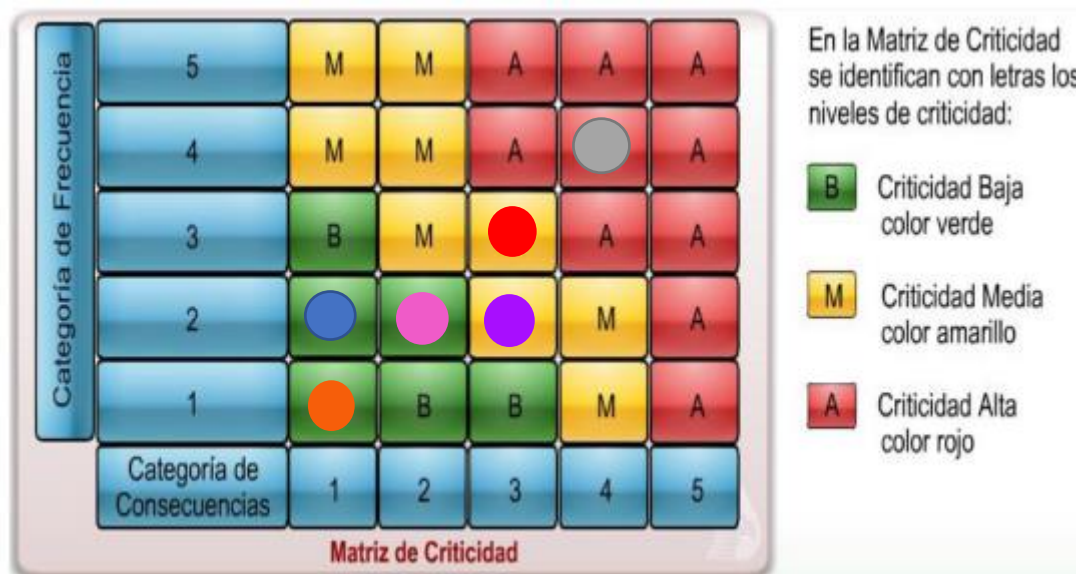 Categoría de Frecuencia
5 M M A A A
4 M M A A
3 B M A A
2 M A
1 B B M A
Categoría de
Consecuencias
1 2 3 4 5
Matriz de Criticidad
En la Matriz de Criticidad
se identifican con letras los
niveles de criticidad:
B Criticidad Baja
color verde
M Criticidad Media
color amarillo
A Criticidad Alta
color rojo